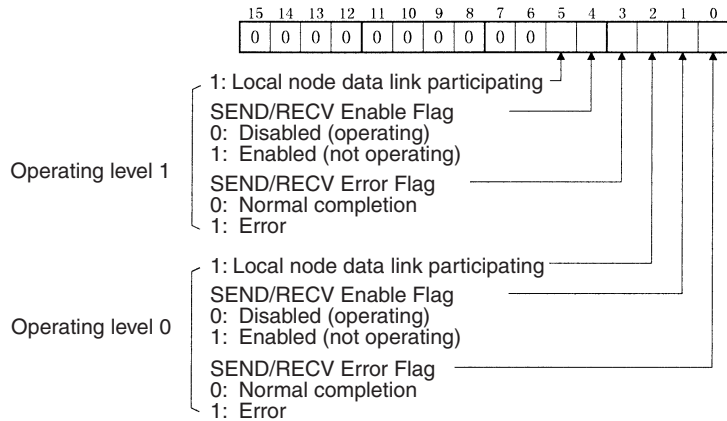 15 14 13 12 11 10 9 8 7 6 5 4 3 2 1 0
0 0 0 0 0 0 0 0 0 0
1: Local node data link participating
SEND/RECV Enable Flag
0: Disabled (operating)
1: Enabled (not operating)
Operating level 1
SEND/RECV Error Flag
0: Normal completion
1: Error
1: Local node data link participating
SEND/RECV Enable Flag
0: Disabled (operating)
Operating level 0
1: Enabled (not operating)
SEND/RECV Error Flag
0: Normal completion
1: Error